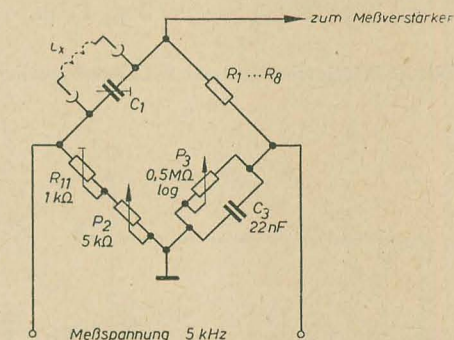 zum Meßverstärker
Lx
R1 ... R8
C1
P3
0,5MΩ
log
R11
1kΩ
C3
22nF
P2
5kΩ
Meßspannung 5 kHz